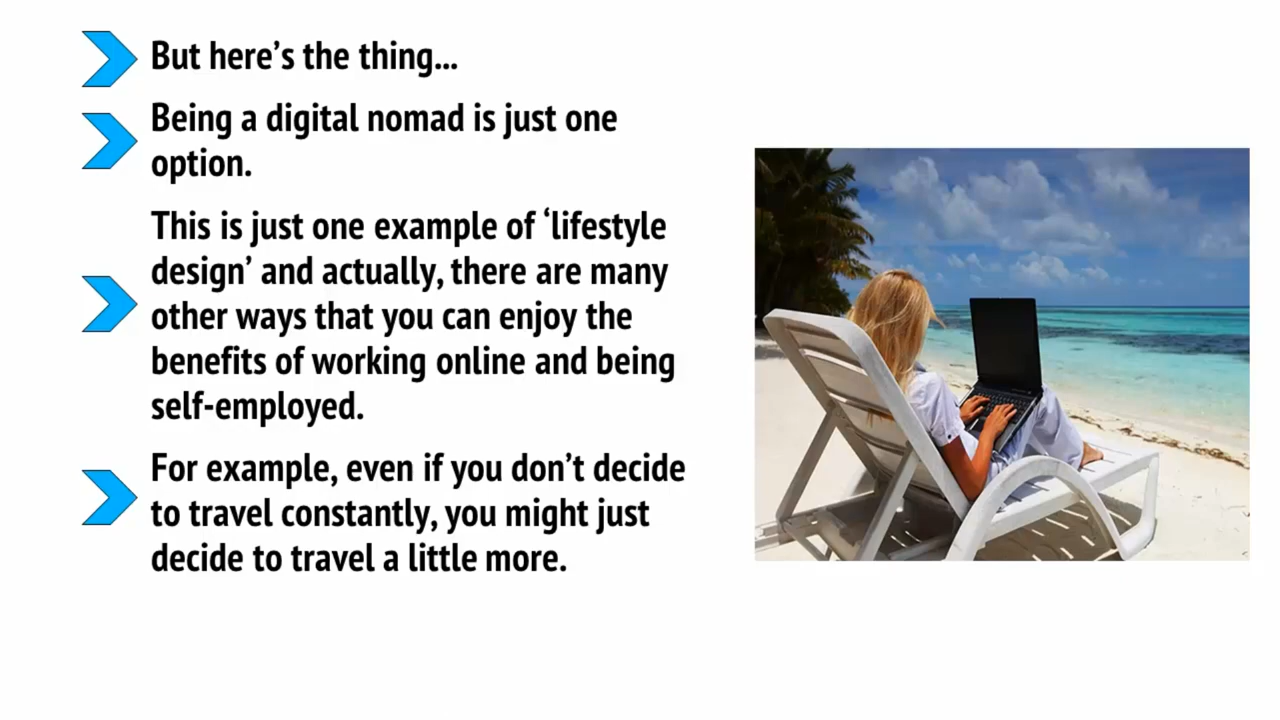 But here’s the thing...
Being a digital nomad is just one
option.
This is just one example of ‘lifestyle
design’ and actually, there are many
other ways that you can enjoy the
benefits of working online and being
self-employed.
For example, even if you don’t decide
to travel constantly, you might just
decide to travel a little more.